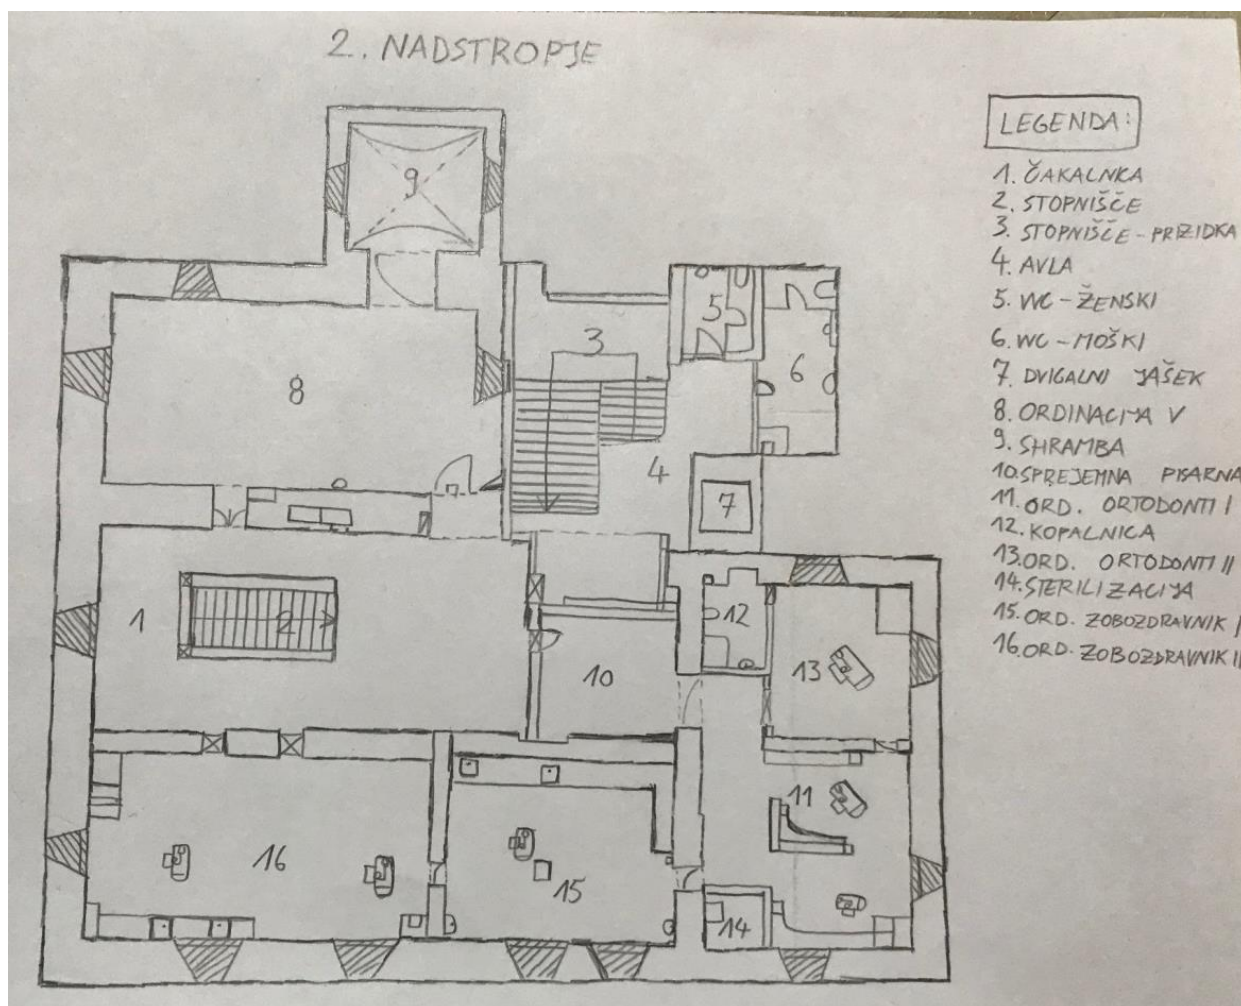 2. NADSTROPJE
LEGENDA:
1. ČAKALNICA
2. STOPNIŠČE
3. STOPNIŠČE-PRIZIDKA
4. AVLA
5. WC-ŽENSKI
6. WC-MOŠKI
7. DVIGALNI JAŠEK
8. ORDINACIJA V
9. SHRAMBA
10. SPREJEMNA PISARNA
11. ORD. ORTODONTI I
12. KOPALNICA
13. ORD. ORTODONTI II
14. STERILIZACIJA
15. ORD. ZOBOZDRAVNIK I
16. ORD. ZOBOZDRAVNIK II
9
5
3
6
8
4
7
1
2
12
10
13
11
16
15
14